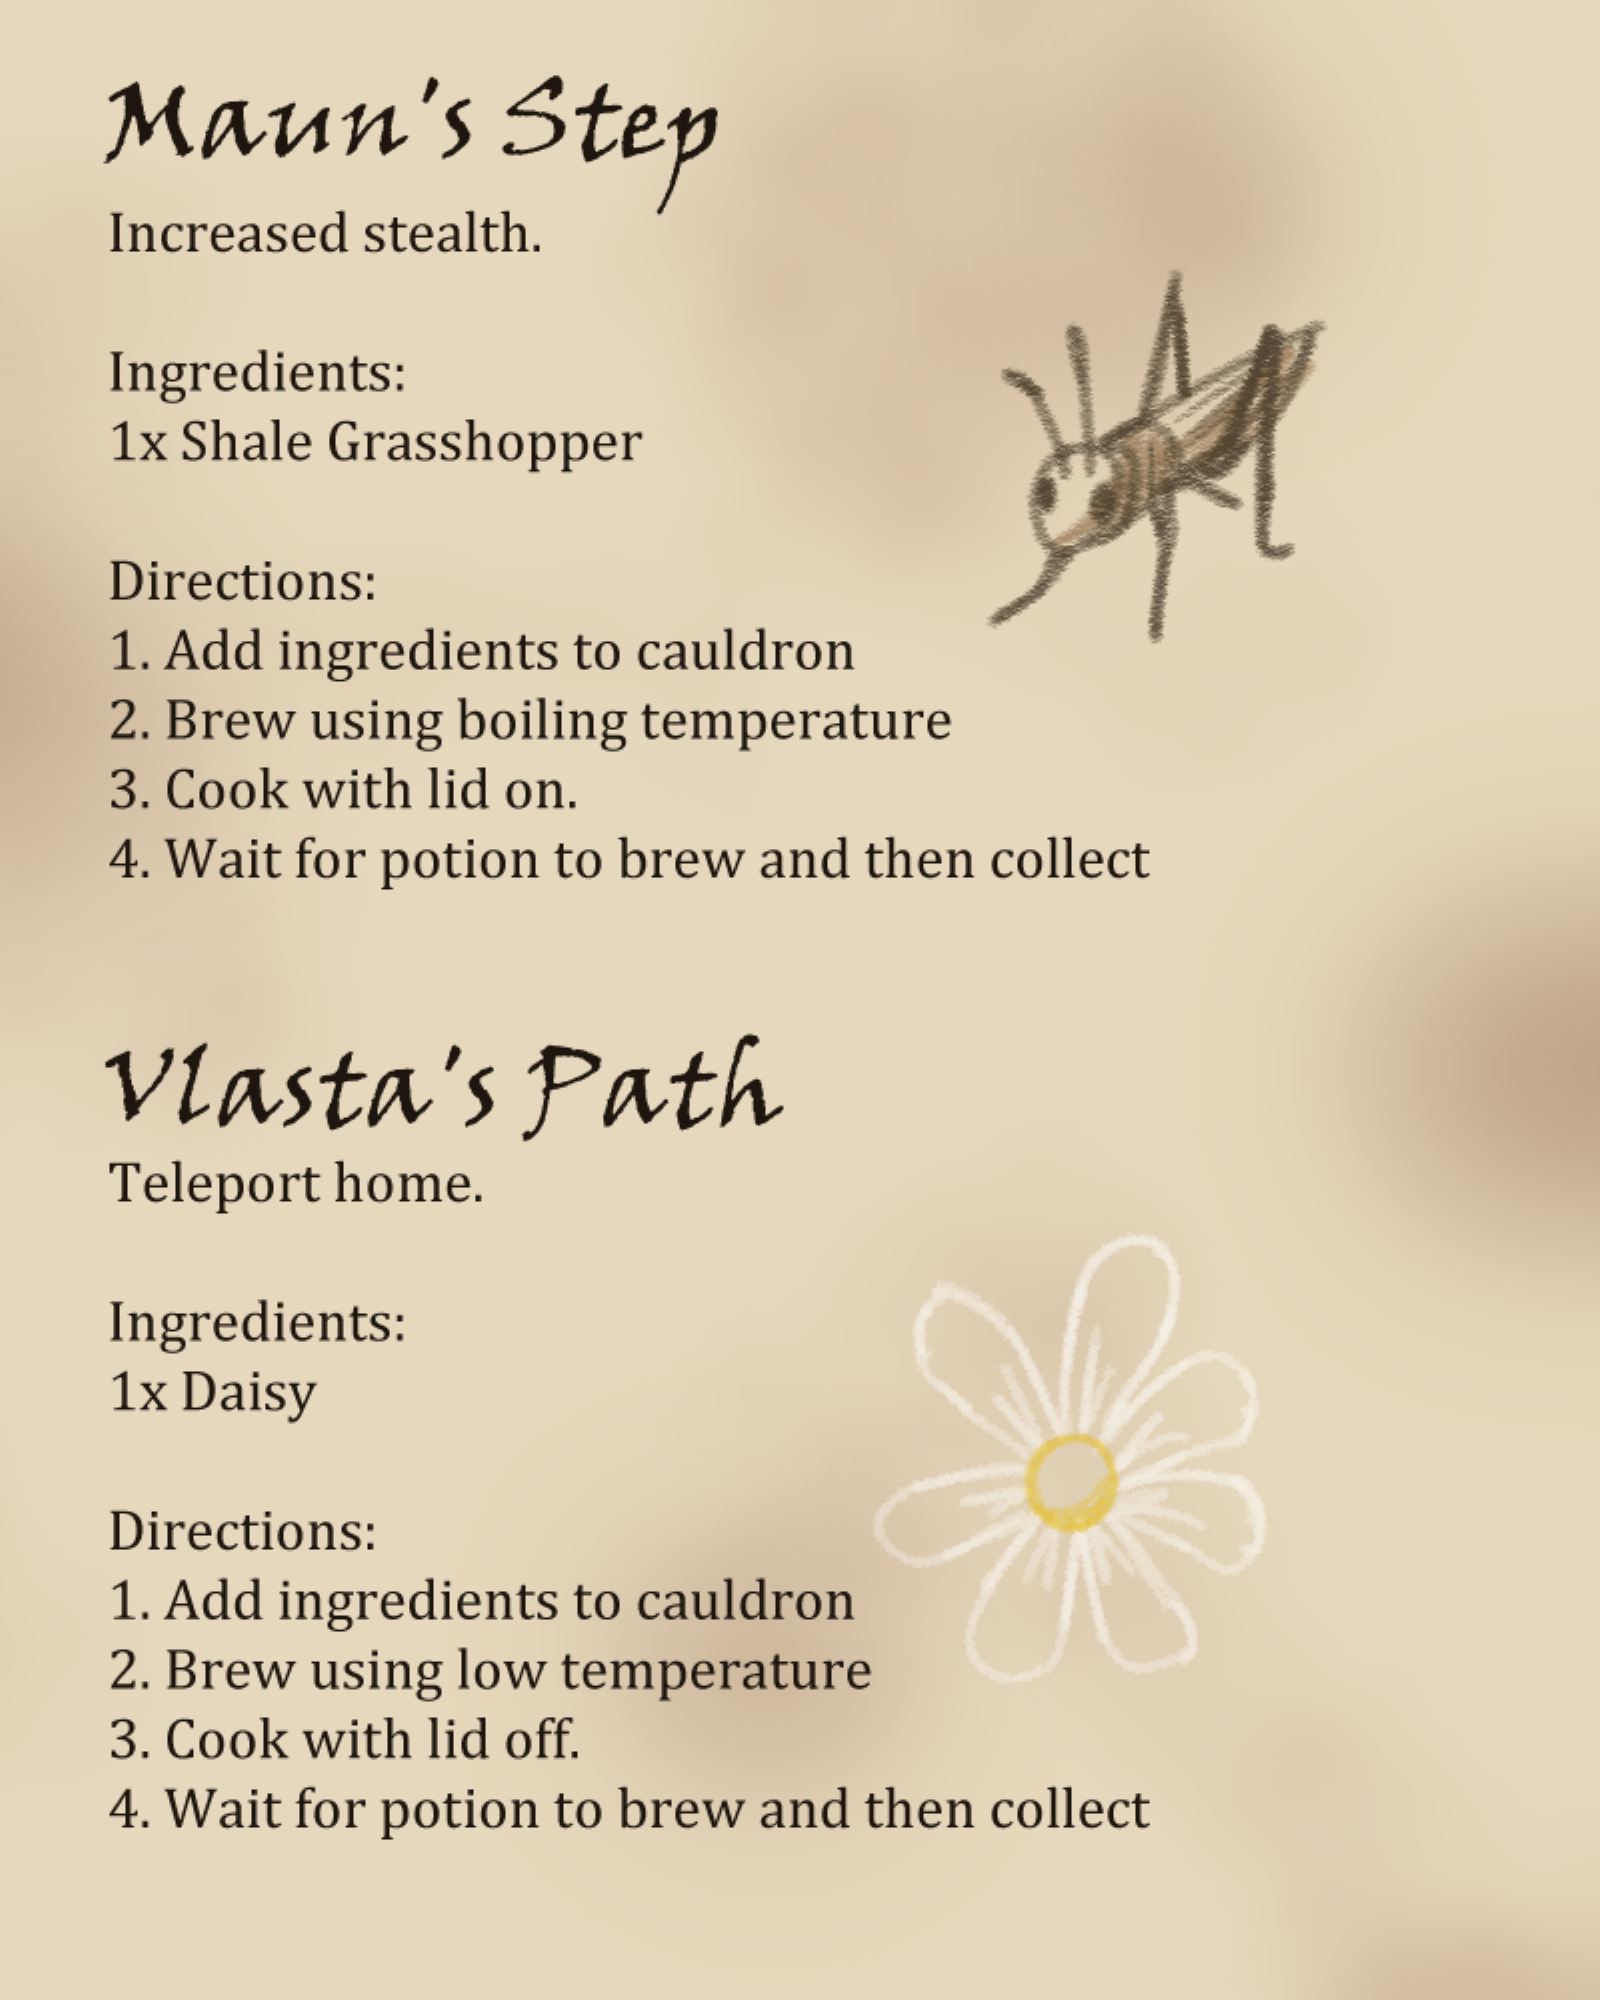 Maun's Step
Increased stealth.
Ingredients:
1x Shale Grasshopper
Directions:
1. Add ingredients to cauldron
2. Brew using boiling temperature
3. Cook with lid on.
4. Wait for potion to brew and then collect
Vlasta's Path
Teleport home.
Ingredients:
1x Daisy
Directions:
1. Add ingredients to cauldron
2. Brew using low temperature
3. Cook with lid off.
4. Wait for potion to brew and then collect